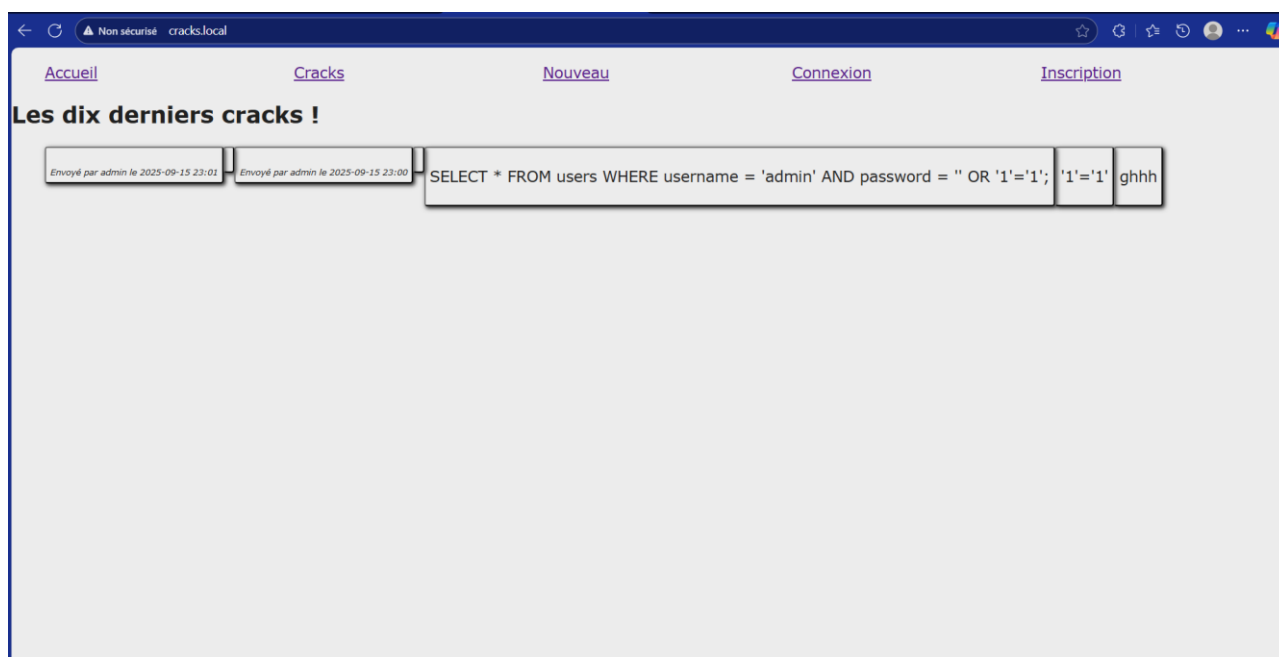 Non sécurisé cracks.local
Accueil Cracks Nouveau Connexion Inscription
Les dix derniers cracks !
Envoyé par admin le 2025-09-15 23:01 Envoyé par admin le 2025-09-15 23:00 SELECT * FROM users WHERE username = 'admin' AND password = '' OR '1'='1'; '1'='1' ghhh